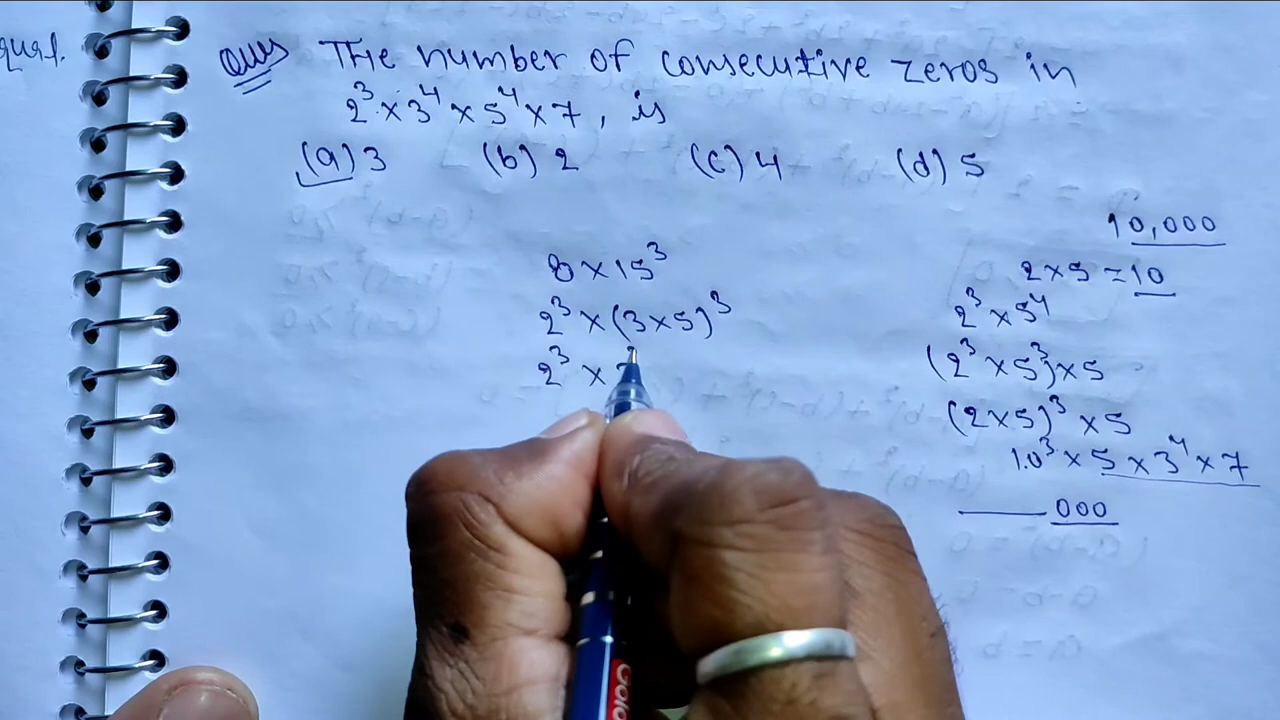 Ques The number of consecutive zeros in
2³ × 3⁴ × 5⁴ × 7, is
(a) 3 (b) 2 (c) 4 (d) 5
8 × 15³
2³ × (3 × 5)³
2³ ×
10,000
2 × 5 = 10
2³ × 5⁴
(2³ × 5³) × 5
(2 × 5)³ × 5
10³ × 5 × 3⁴ × 7
000